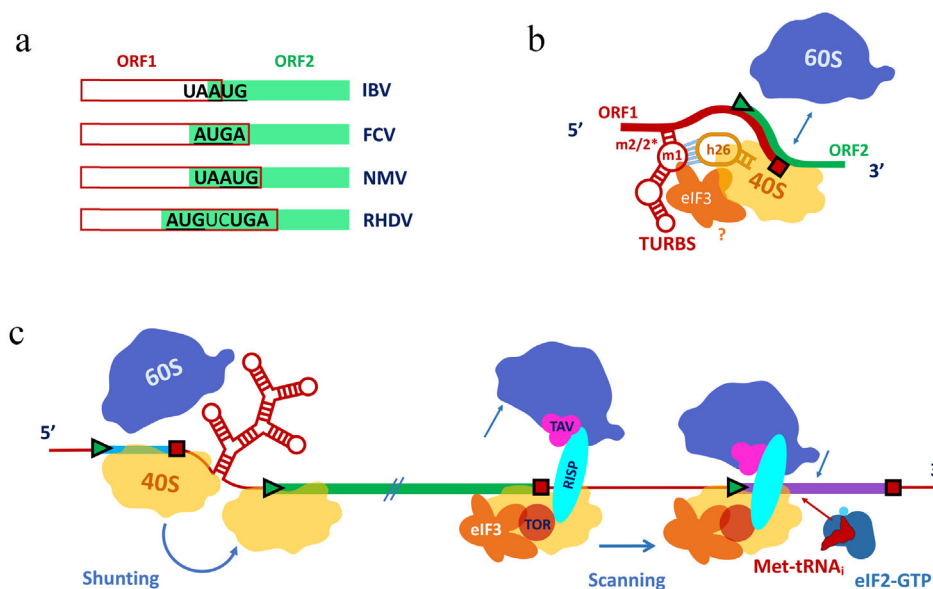 a
ORF1 ORF2
UAAUG IBV
AUGA FCV
UAAUG NMV
AUGUCUGA RHDV
b
60S
ORF1
5’
m2/2*
m1
h26
ORF2
3’
40S
eIF3
?
TURBS
c
60S
5’
40S
Shunting
TAV
RISP
eIF3
TOR
Scanning
Met-tRNAi
eIF2-GTP